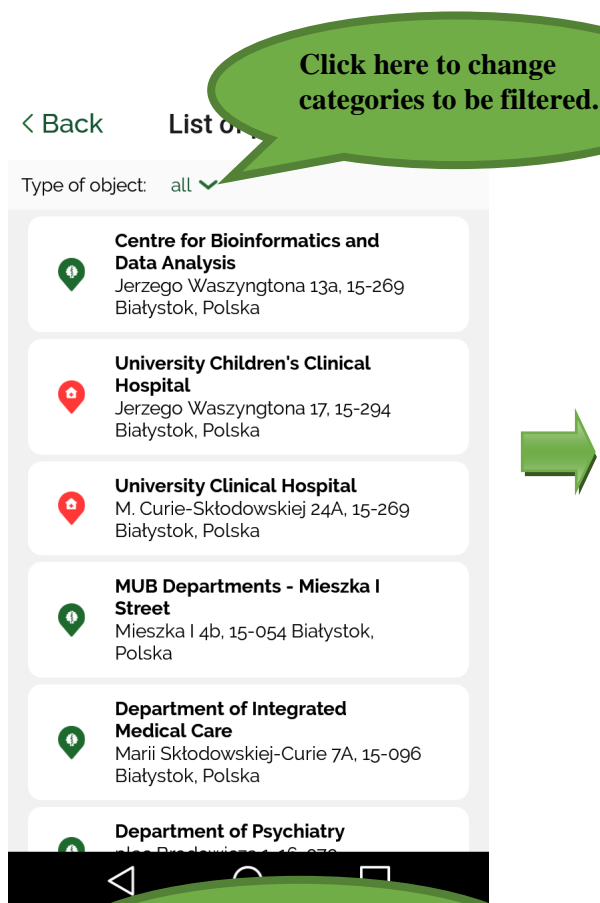 Click here to change
categories to be filtered.
Back
List o
Type of object: all
Centre for Bioinformatics and
Data Analysis
Jerzego Waszyngtona 13a, 15-269
Białystok, Polska
University Children's Clinical
Hospital
Jerzego Waszyngtona 17, 15-294
Białystok, Polska
University Clinical Hospital
M. Curie-Skłodowskiej 24A, 15-269
Białystok, Polska
MUB Departments - Mieszka I
Street
Mieszka I 4b, 15-054 Białystok,
Polska
Department of Integrated
Medical Care
Marii Skłodowskiej-Curie 7A, 15-096
Białystok, Polska
Department of Psychiatry